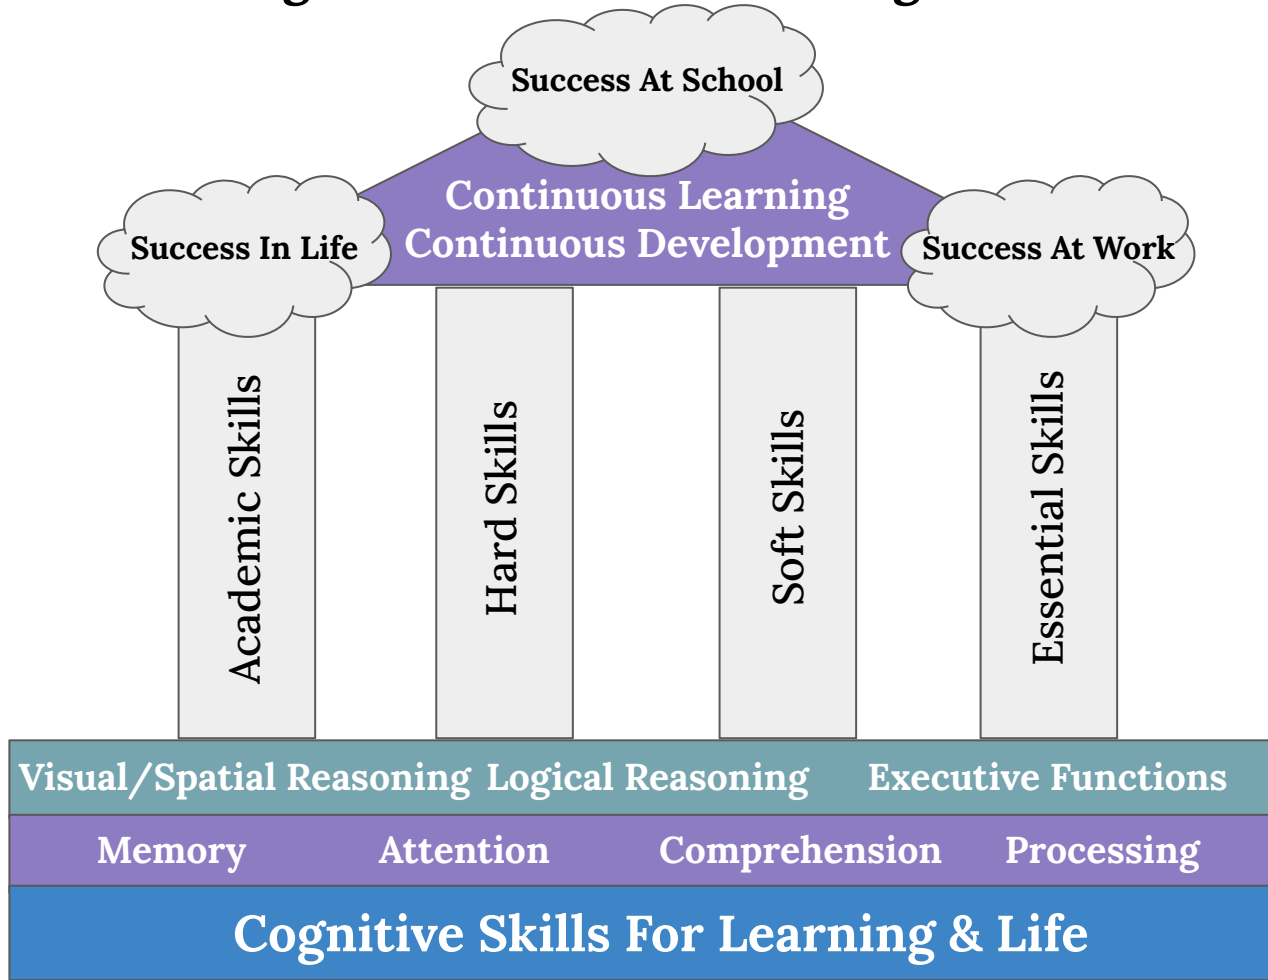 Success At School
Continuous Learning
Continuous Development
Success In Life
Success At Work
Academic Skills
Hard Skills
Soft Skills
Essential Skills
Visual/Spatial Reasoning Logical Reasoning Executive Functions
Memory Attention Comprehension Processing
Cognitive Skills For Learning & Life